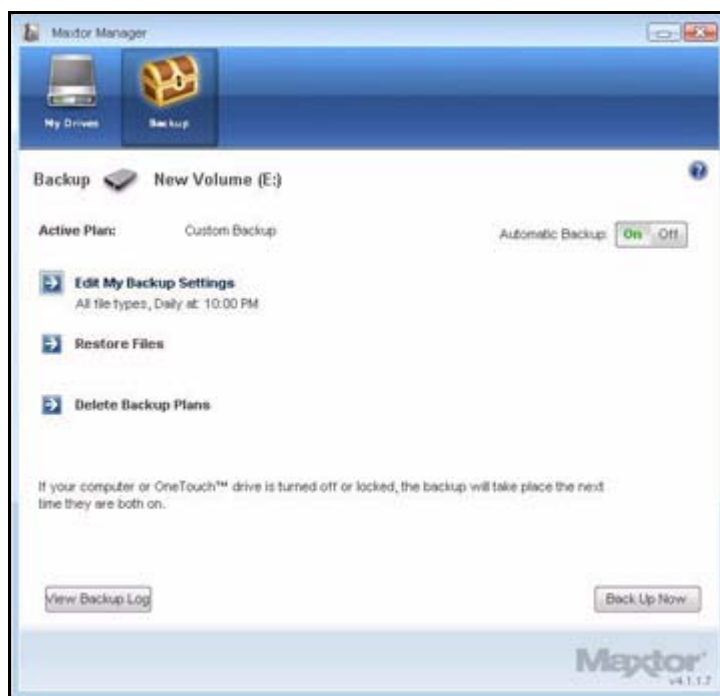 Maxtor Manager
My Drives
Backup
Backup New Volume (E:)
Active Plan: Custom Backup Automatic Backup: On Off
Edit My Backup Settings
All file types, Daily at: 10:00 PM
Restore Files
Delete Backup Plans
If your computer or OneTouch™ drive is turned off or locked, the backup will take place the next
time they are both on.
View Backup Log
Back Up Now
Maxtor
v4.1.1.7